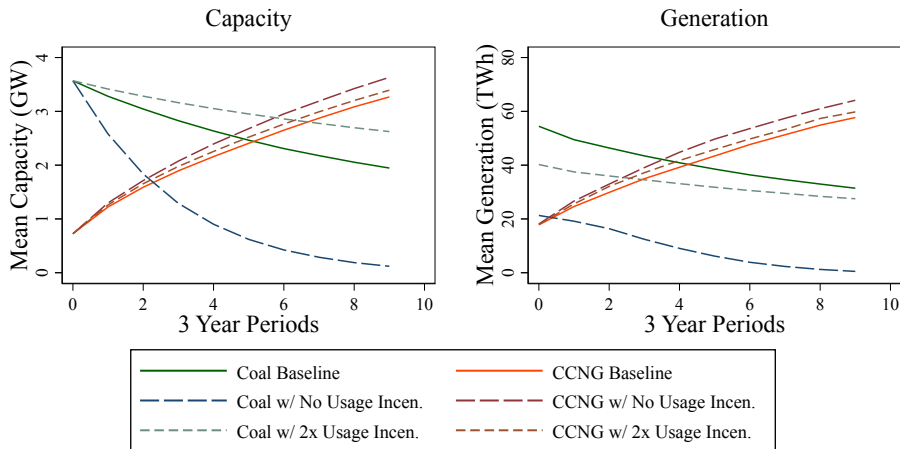 Capacity
Mean Capacity (GW)
4
3
2
1
0
0 2 4 6 8 10
3 Year Periods
Generation
Mean Generation (TWh)
80
60
40
20
0
0 2 4 6 8 10
3 Year Periods
Coal Baseline
CCNG Baseline
Coal w/ No Usage Incen.
CCNG w/ No Usage Incen.
Coal w/ 2x Usage Incen.
CCNG w/ 2x Usage Incen.